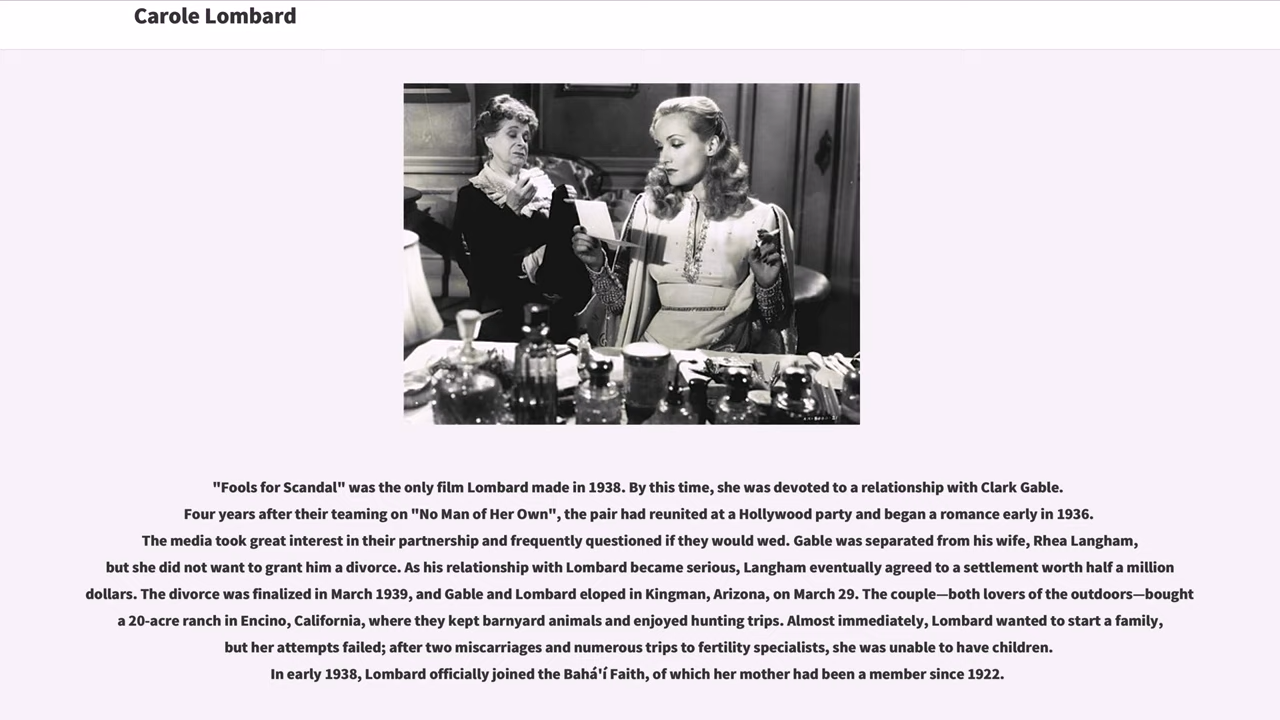 Carole Lombard
"Fools for Scandal" was the only film Lombard made in 1938. By this time, she was devoted to a relationship with Clark Gable.
Four years after their teaming on "No Man of Her Own", the pair had reunited at a Hollywood party and began a romance early in 1936.
The media took great interest in their partnership and frequently questioned if they would wed. Gable was separated from his wife, Rhea Langham,
but she did not want to grant him a divorce. As his relationship with Lombard became serious, Langham eventually agreed to a settlement worth half a million
dollars. The divorce was finalized in March 1939, and Gable and Lombard eloped in Kingman, Arizona, on March 29. The couple—both lovers of the outdoors—bought
a 20-acre ranch in Encino, California, where they kept barnyard animals and enjoyed hunting trips. Almost immediately, Lombard wanted to start a family,
but her attempts failed; after two miscarriages and numerous trips to fertility specialists, she was unable to have children.
In early 1938, Lombard officially joined the Bahá'í Faith, of which her mother had been a member since 1922.